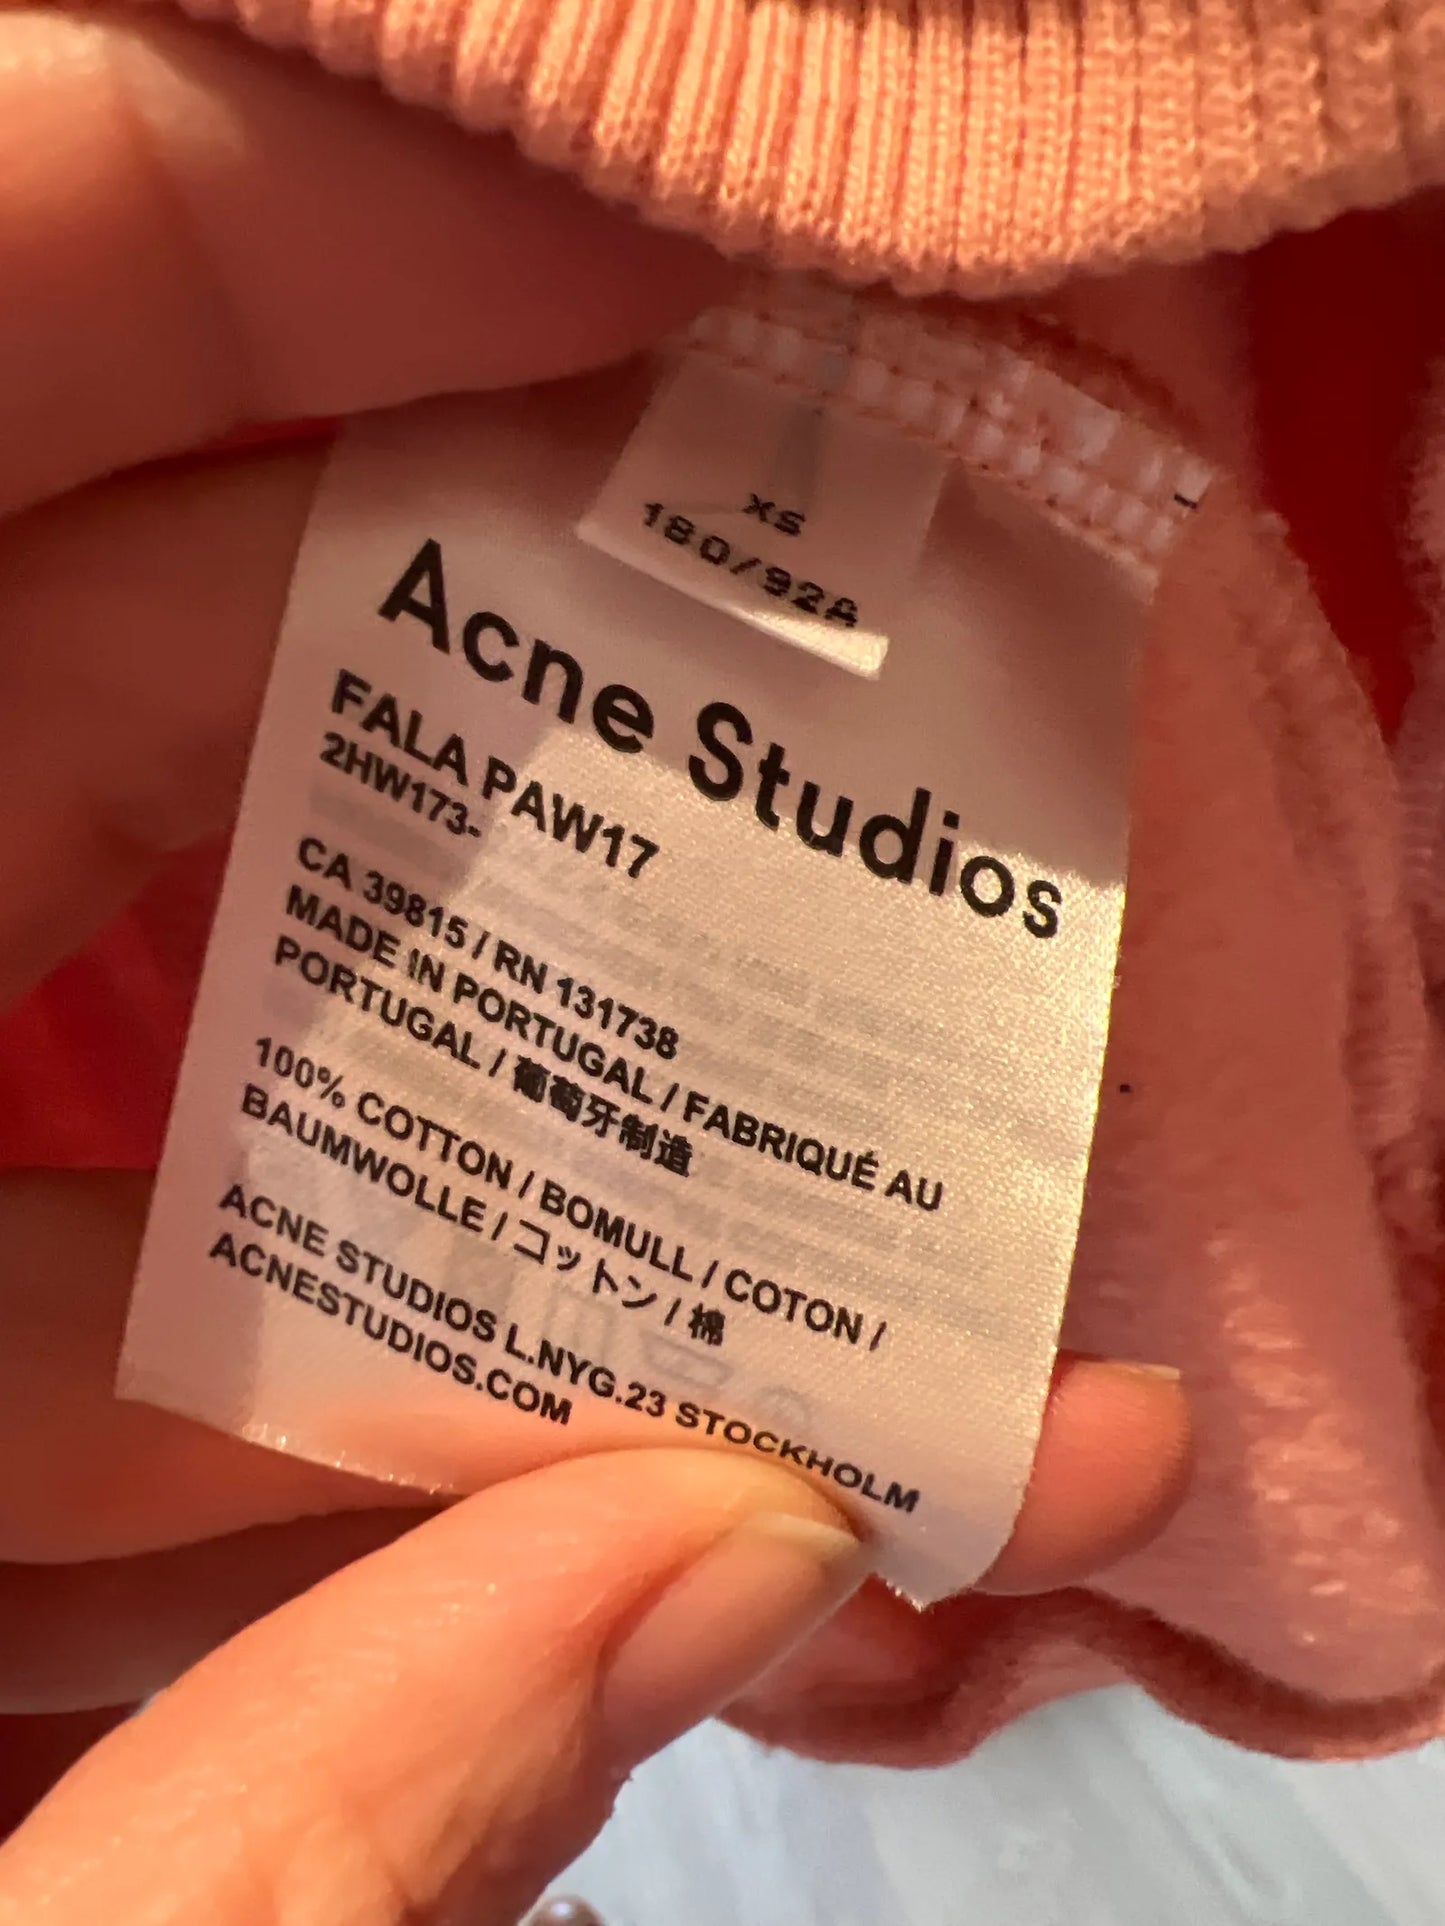 XS
180/92A
Acne Studios
FALA PAW17
2HW173-
CA 39815 / RN 131738
MADE IN PORTUGAL / FABRIQUÉ AU
PORTUGAL / 葡萄牙制造
100% COTTON / BOMULL / COTON /
BAUMWOLLE / コットン / 棉
ACNE STUDIOS L.NYG.23 STOCKHOLM
ACNESTUDIOS.COM